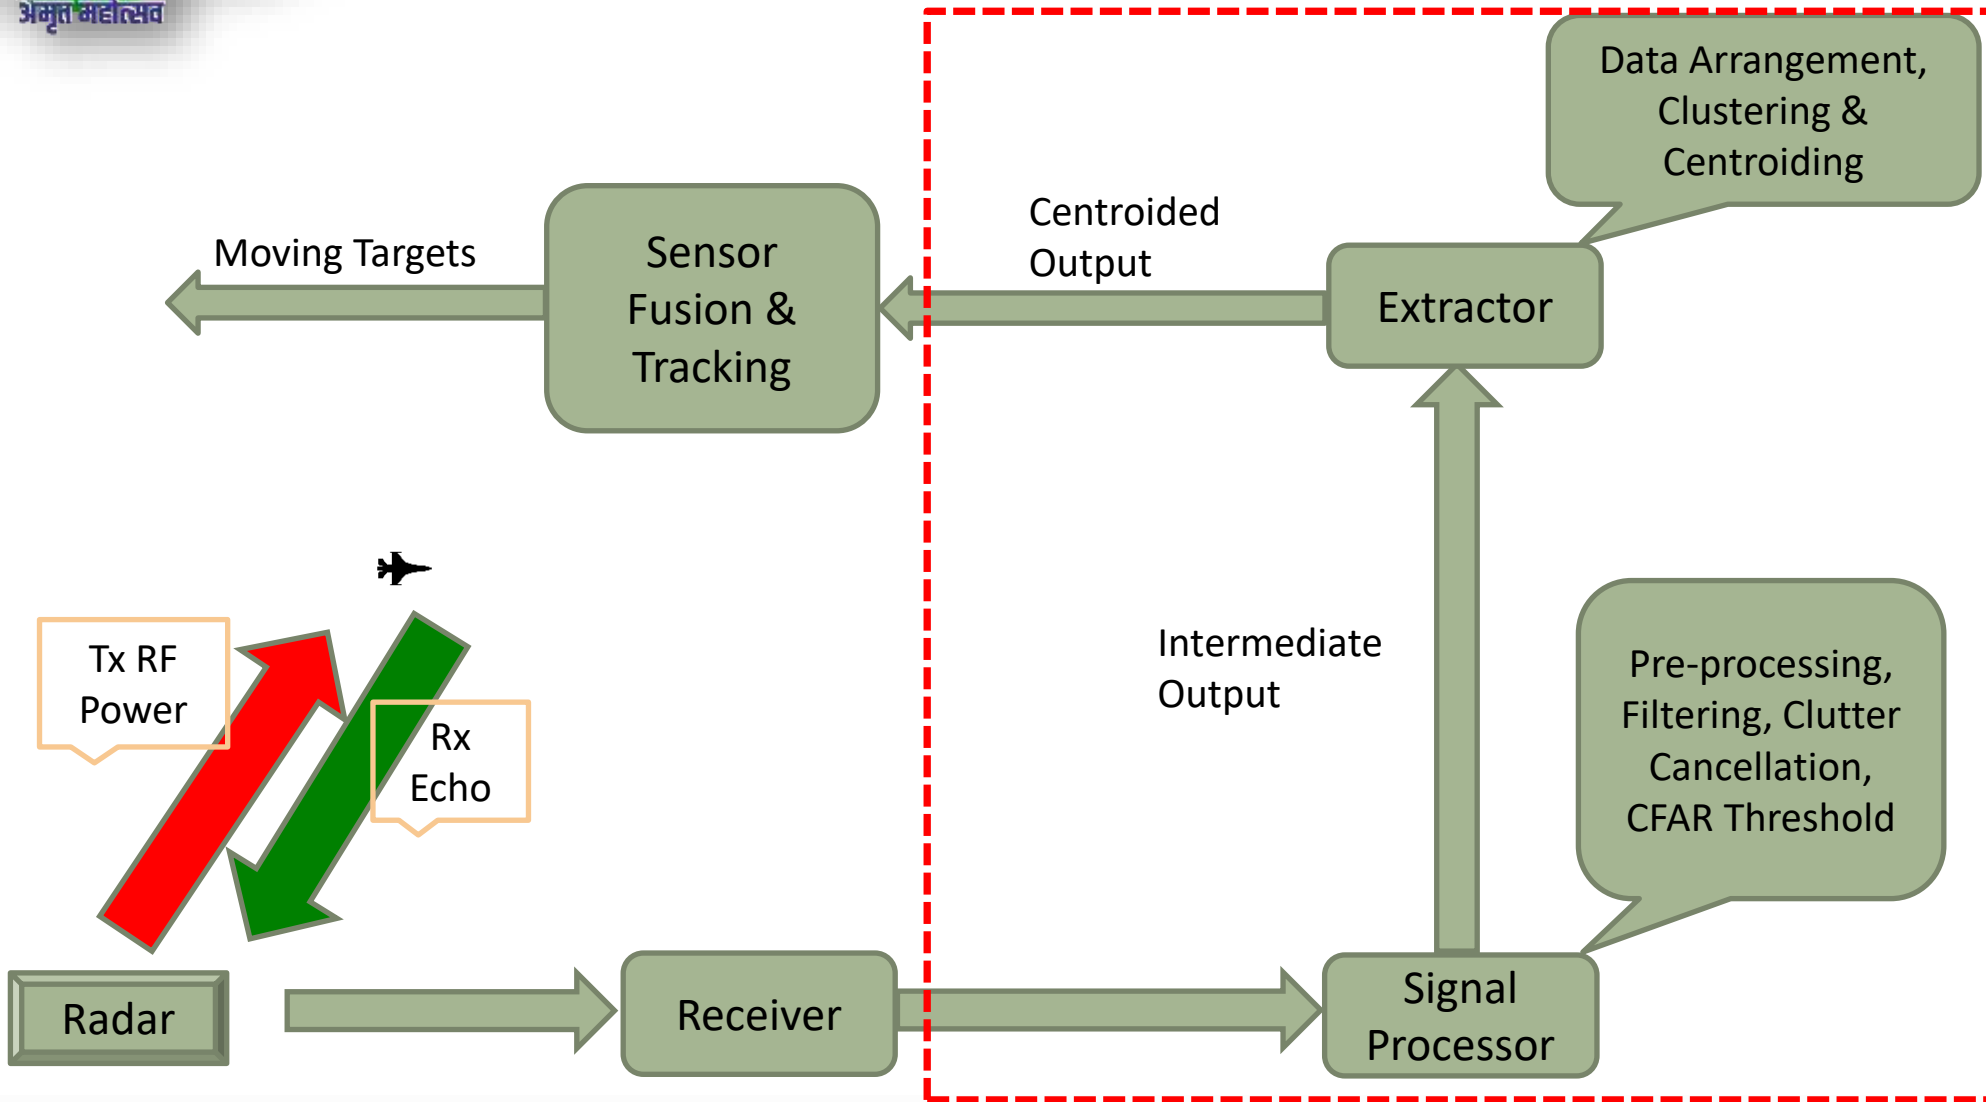 अमृत महोत्सव
Data Arrangement,
Clustering &
Centroiding
Centroided
Output
Moving Targets
Sensor
Fusion &
Tracking
Extractor
Tx RF
Power
Rx
Echo
Intermediate
Output
Pre-processing,
Filtering, Clutter
Cancellation,
CFAR Threshold
Radar
Receiver
Signal
Processor